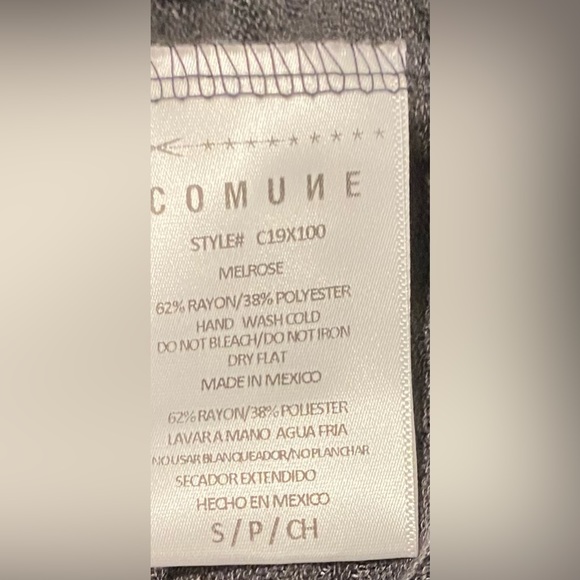 COMUИE
STYLE# C19X100
MELROSE
62% RAYON/38% POLYESTER
HAND WASH COLD
DO NOT BLEACH/DO NOT IRON
DRY FLAT
MADE IN MEXICO
62% RAYON/38% POLIESTER
LAVAR A MANO AGUA FRIA
NO USAR BLANQUEADOR/NO PLANCHAR
SECADOR EXTENDIDO
HECHO EN MEXICO
S/P/CH